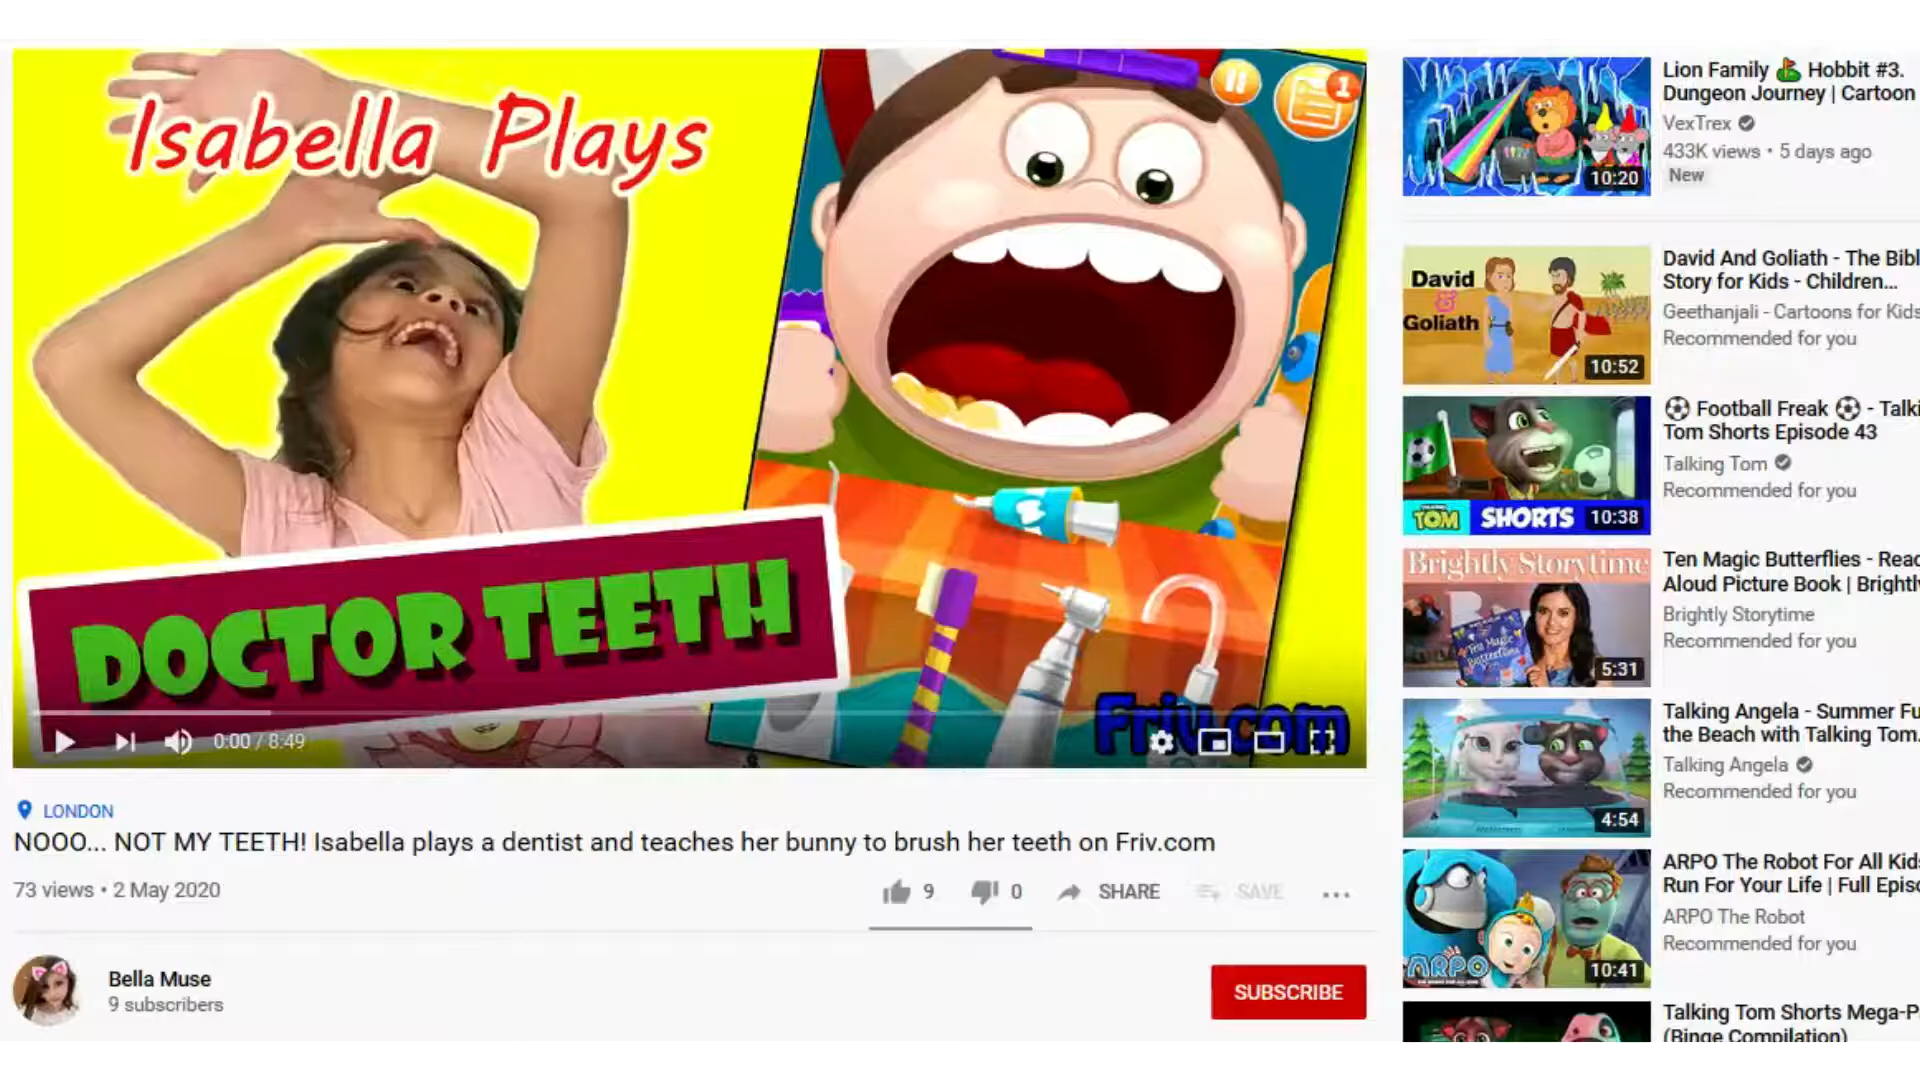 Isabella Plays
1
DOCTOR TEETH
Friv.com
0:00 / 8:49
LONDON
NOOO... NOT MY TEETH! Isabella plays a dentist and teaches her bunny to brush her teeth on Friv.com
73 views • 2 May 2020
9
0
SHARE
SAVE
Bella Muse
9 subscribers
SUBSCRIBE
10:20
Lion Family ⛳ Hobbit #3.
Dungeon Journey | Cartoon
VexTrex
433K views • 5 days ago
New
David
&
Goliath
10:52
David And Goliath - The Bibl
Story for Kids - Children...
Geethanjali - Cartoons for Kids
Recommended for you
TALKING
TOM SHORTS
10:38
⚽ Football Freak ⚽ - Talki
Tom Shorts Episode 43
Talking Tom
Recommended for you
Brightly Storytime
Ten Magic
Butterflies
5:31
Ten Magic Butterflies - Read
Aloud Picture Book | Brightly
Brightly Storytime
Recommended for you
4:54
Talking Angela - Summer Fu
the Beach with Talking Tom.
Talking Angela
Recommended for you
ARPO
10:41
ARPO The Robot For All Kids
Run For Your Life | Full Episo
ARPO The Robot
Recommended for you
Talking Tom Shorts Mega-P
(Binge Compilation)